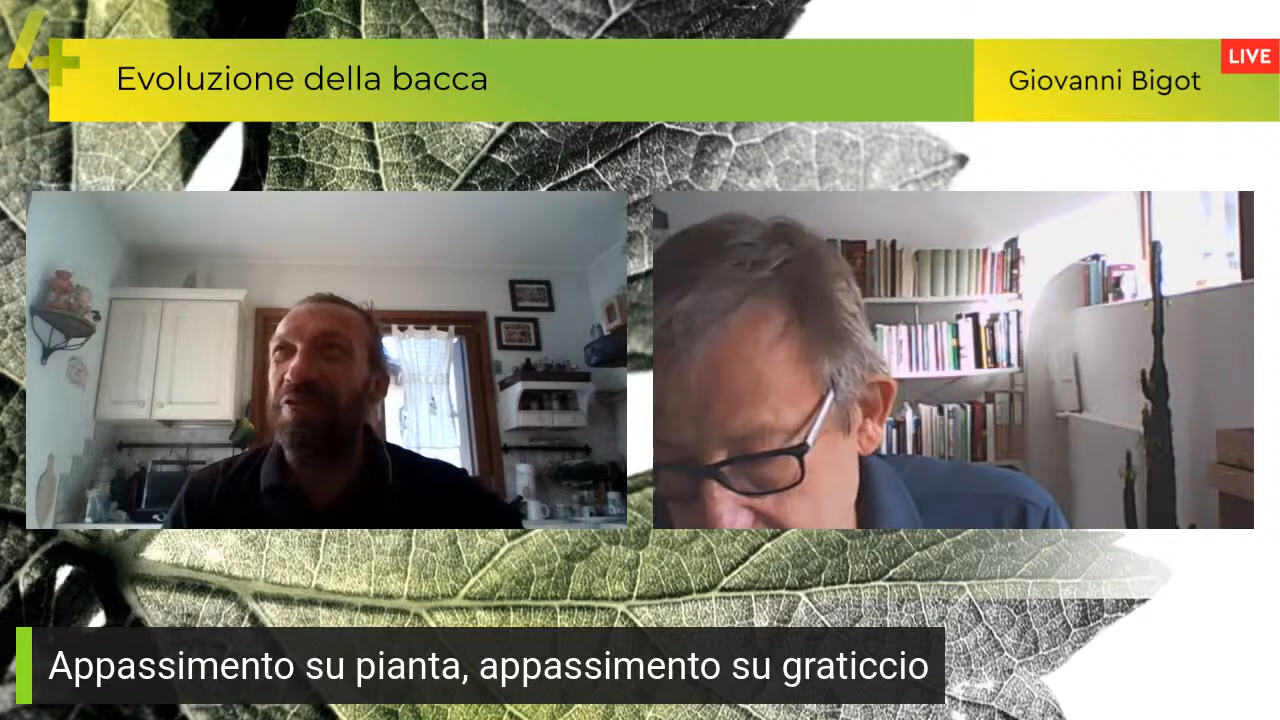 Evoluzione della bacca
Giovanni Bigot
LIVE
Appassimento su pianta, appassimento su graticcio